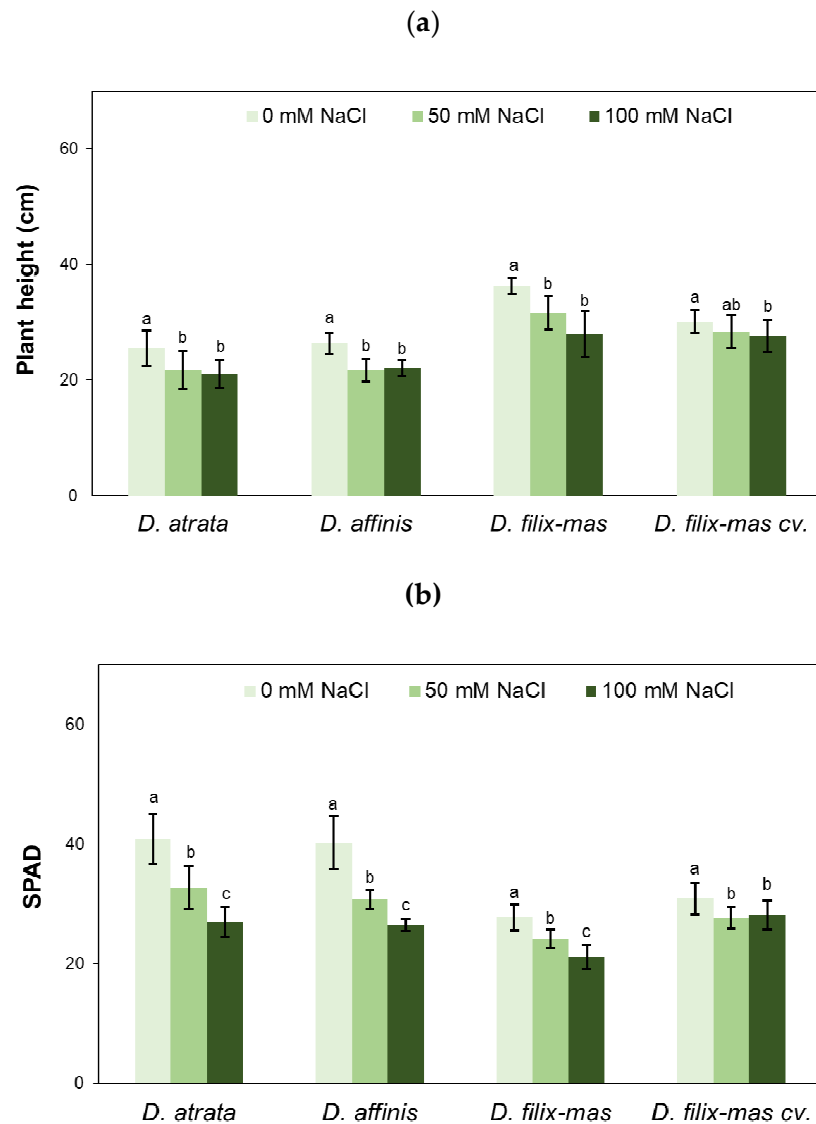 (a)
0 mM NaCl 50 mM NaCl 100 mM NaCl
Plant height (cm)
60
40
20
0
a b b a b b a b b a ab b
D. atrata D. affinis D. filix-mas D. filix-mas cv.
(b)
0 mM NaCl 50 mM NaCl 100 mM NaCl
SPAD
60
40
20
0
a b c a b c a b c a b b
D. atrata D. affinis D. filix-mas D. filix-mas cv.